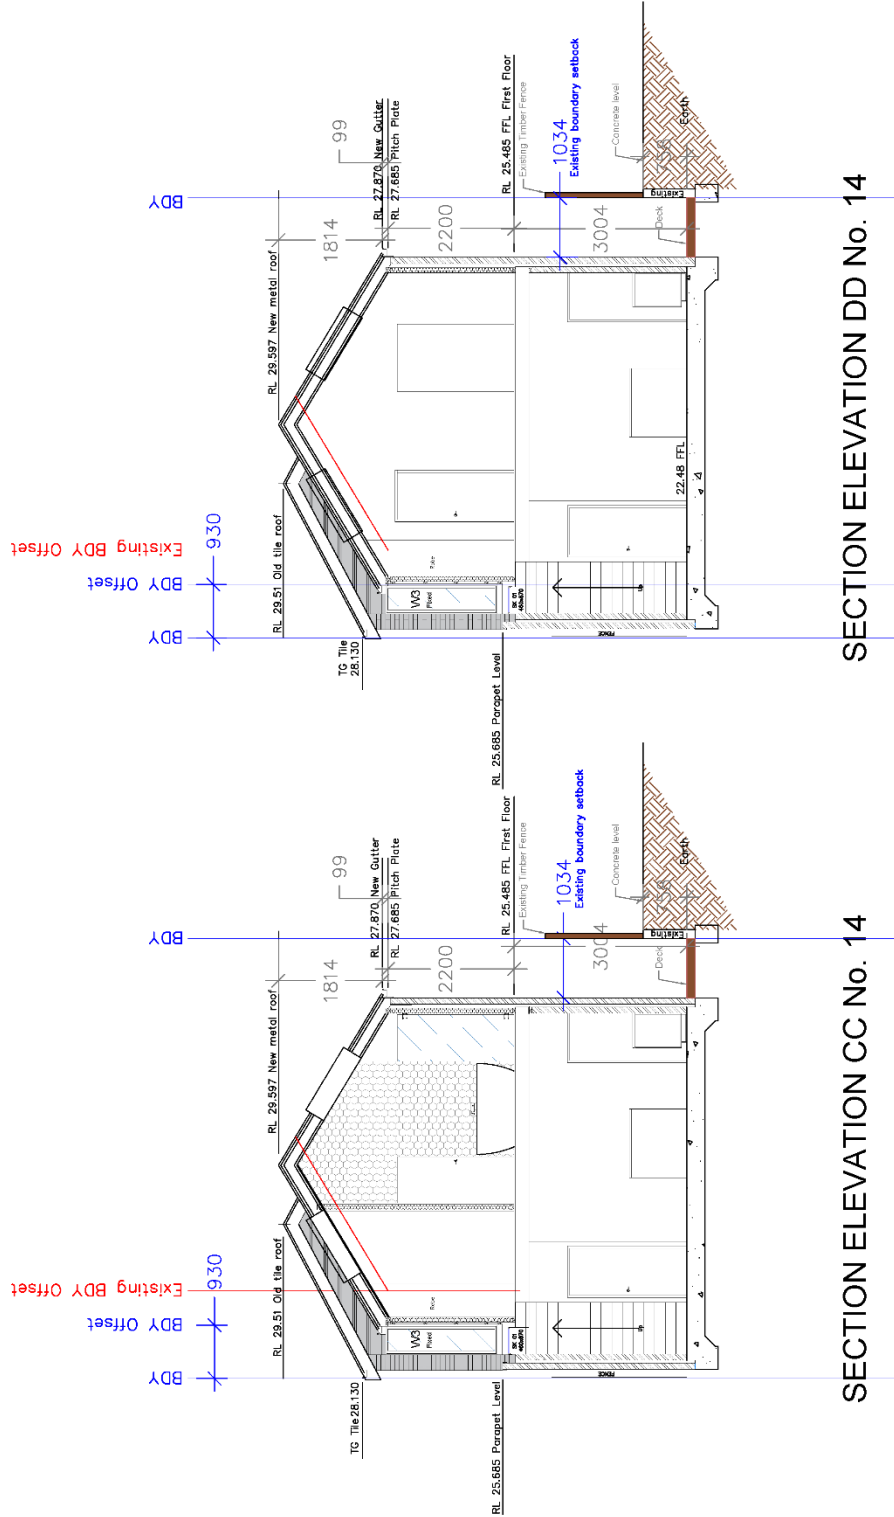 BDY
1814
99
RL 27.870 New Gutter
RL 27.685 Pitch Plate
RL 29.597 New metal roof
2200
RL 25.485 FFL First Floor
Existing Timber Fence
1034
Existing boundary setback
3004
Concrete level
Earth
Existing
Deck
RL 29.51 Old tile roof
Existing BDY Offset
BDY Offset
930
BDY
TG Tile
28.130
W3
Fixed
RL 25.685 Parapet Level
FENCE
22.48 FFL
SECTION ELEVATION DD No. 14
BDY
1814
99
RL 27.870 New Gutter
RL 27.685 Pitch Plate
RL 29.597 New metal roof
2200
RL 25.485 FFL First Floor
Existing Timber Fence
1034
Existing boundary setback
3004
Concrete level
Earth
Existing
Deck
RL 29.51 Old tile roof
Existing BDY Offset
BDY Offset
930
BDY
TG Tile 28.130
W3
Fixed
RL 25.685 Parapet Level
FENCE
SECTION ELEVATION CC No. 14